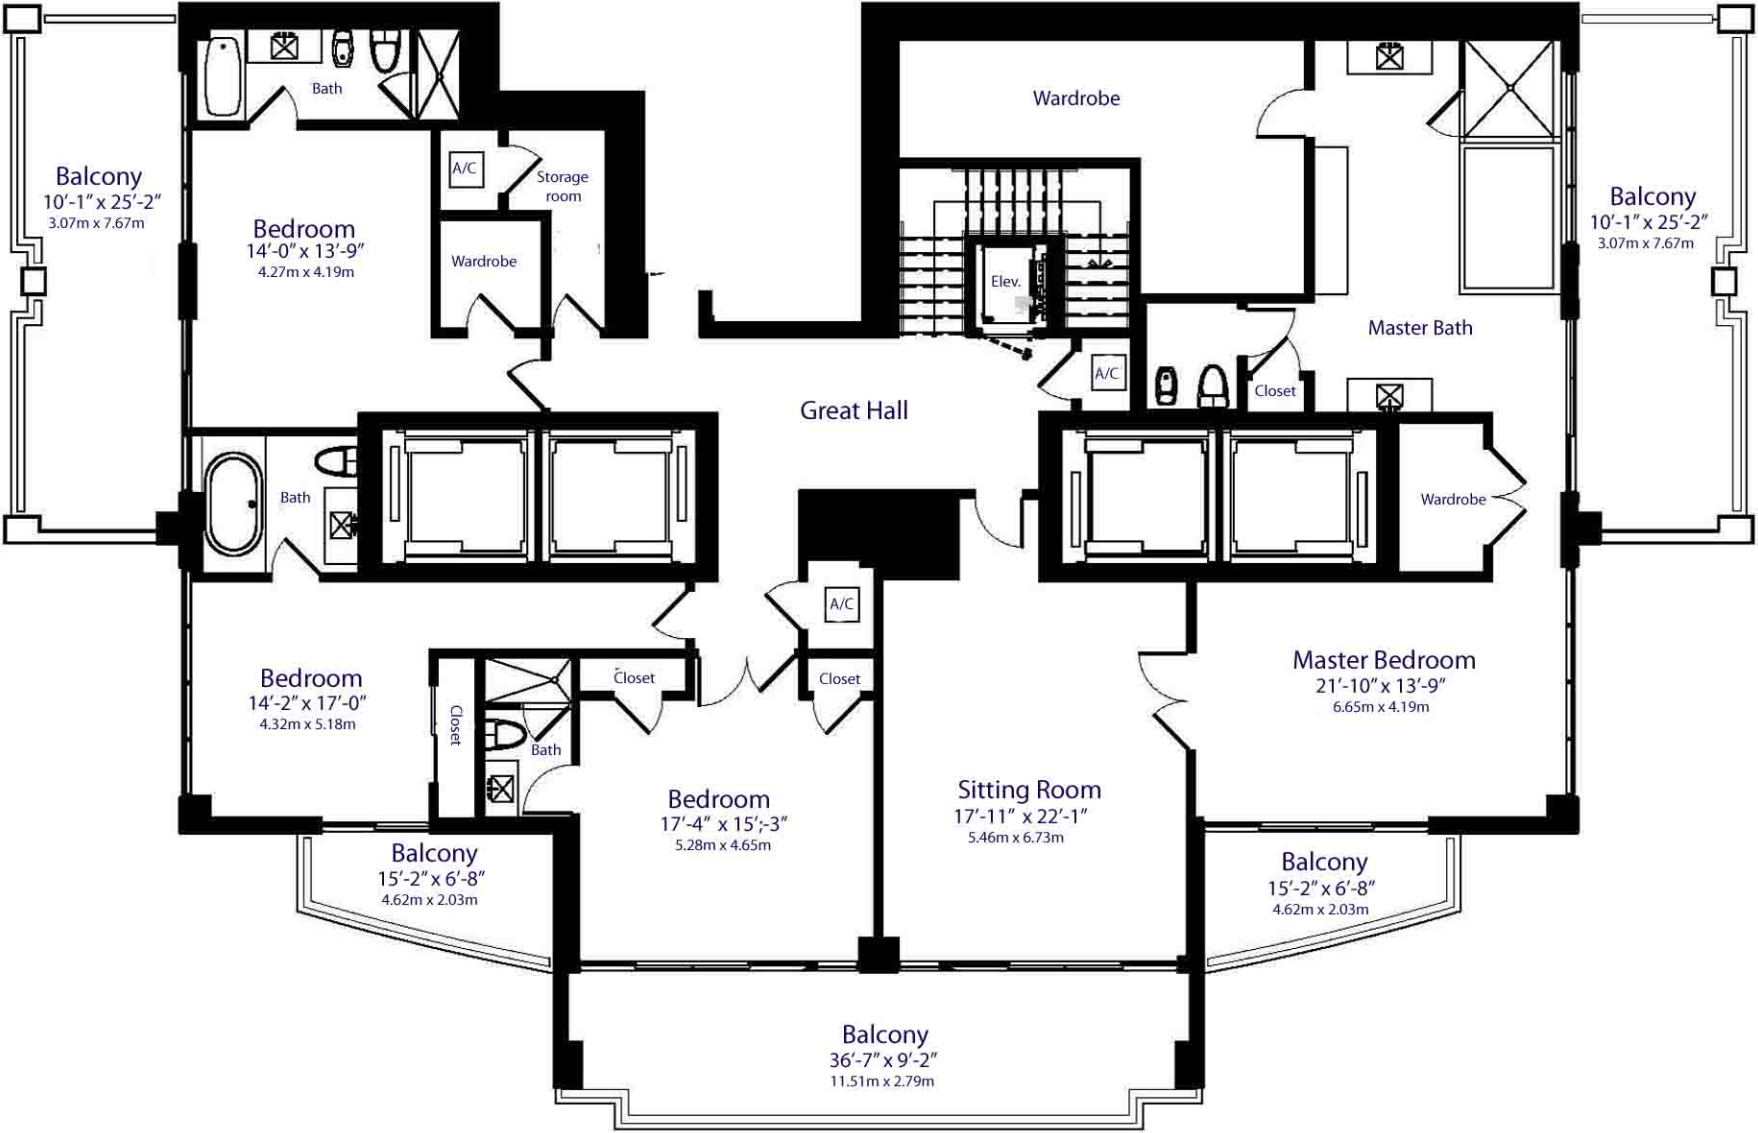 Bath
Wardrobe
Balcony
10'-1" x 25'-2"
3.07m x 7.67m
A/C
Storage
room
Balcony
10'-1" x 25'-2"
3.07m x 7.67m
Bedroom
14'-0" x 13'-9"
4.27m x 4.19m
Wardrobe
Elev.
Master Bath
A/C
Closet
Great Hall
Bath
Wardrobe
A/C
Bedroom
14'-2" x 17'-0"
4.32m x 5.18m
Closet
Closet
Closet
Master Bedroom
21'-10" x 13'-9"
6.65m x 4.19m
Bath
Bedroom
17'-4" x 15';-3"
5.28m x 4.65m
Sitting Room
17'-11" x 22'-1"
5.46m x 6.73m
Balcony
15'-2" x 6'-8"
4.62m x 2.03m
Balcony
15'-2" x 6'-8"
4.62m x 2.03m
Balcony
36'-7" x 9'-2"
11.51m x 2.79m